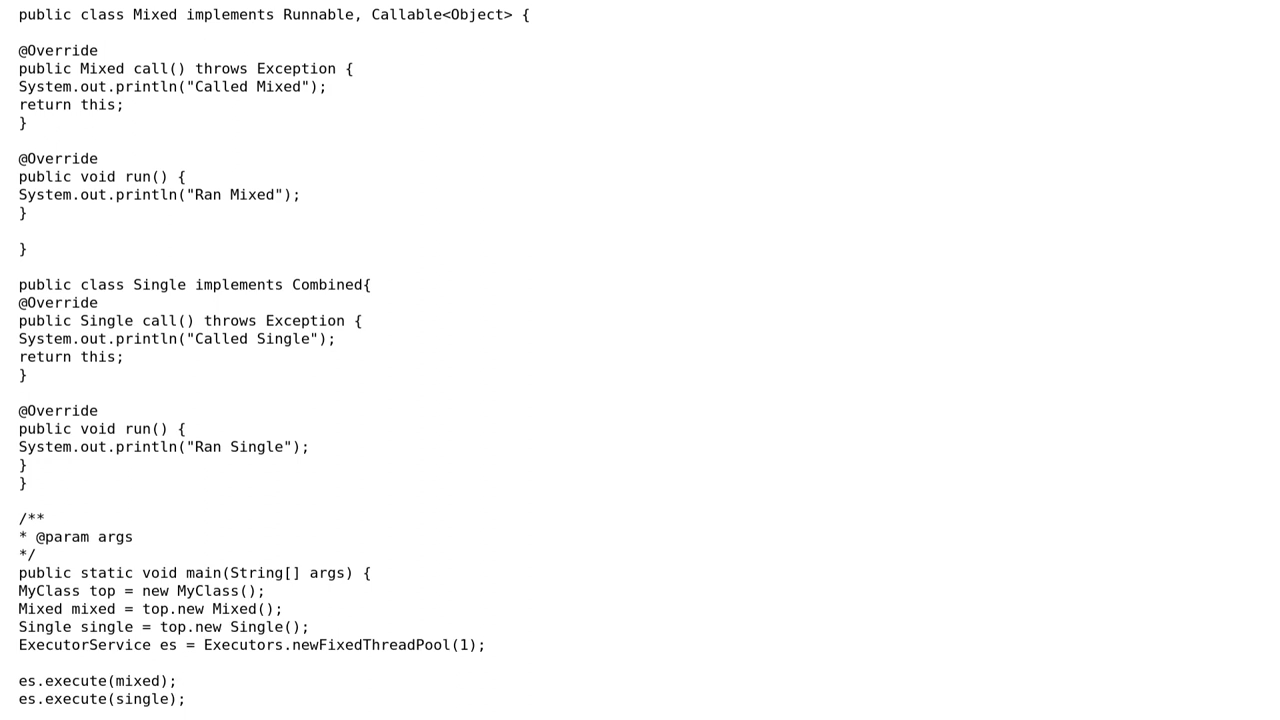 public class Mixed implements Runnable, Callable<Object> {

@Override
public Mixed call() throws Exception {
System.out.println("Called Mixed");
return this;
}

@Override
public void run() {
System.out.println("Ran Mixed");
}

}

public class Single implements Combined{
@Override
public Single call() throws Exception {
System.out.println("Called Single");
return this;
}

@Override
public void run() {
System.out.println("Ran Single");
}
}

/**
* @param args
*/
public static void main(String[] args) {
MyClass top = new MyClass();
Mixed mixed = top.new Mixed();
Single single = top.new Single();
ExecutorService es = Executors.newFixedThreadPool(1);

es.execute(mixed);
es.execute(single);